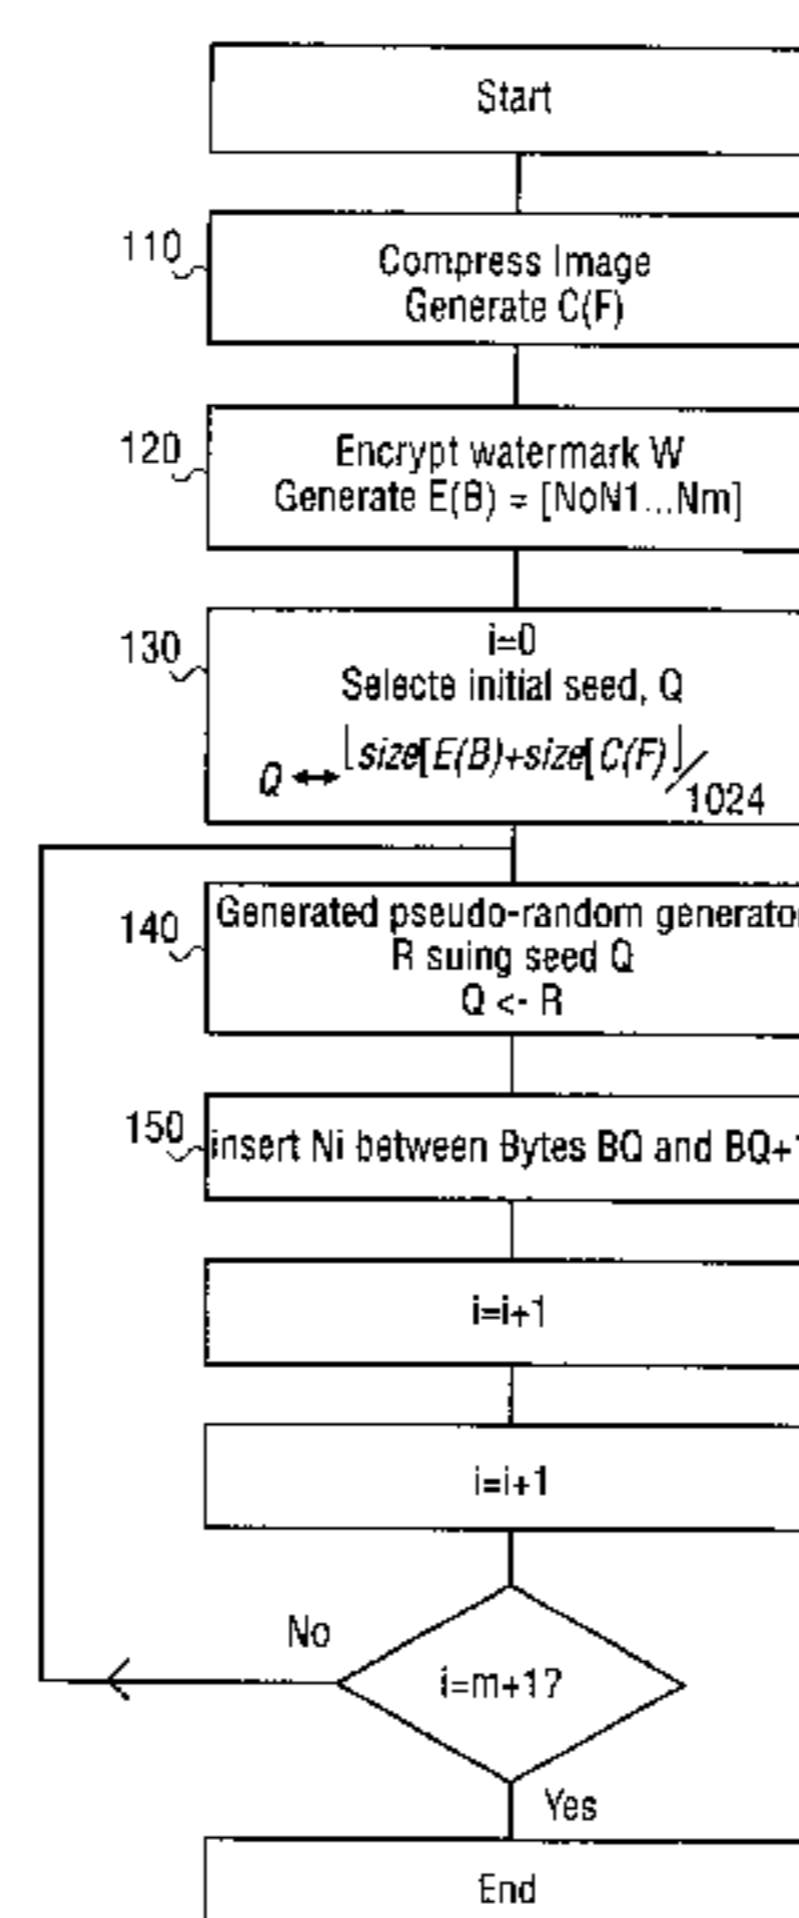 Start
110
Compress Image
Generate C(F)
120
Encrypt watermark W
Generate E(B) = [NoN1...Nm]
130
i=0
Selecte initial seed, Q
Q ↔ ⌊size[E(B)+size[C(F)⌋/1024
140
Generated pseudo-random generato
R suing seed Q
Q <- R
150
insert Ni between Bytes BQ and BQ+1
i=i+1
i=i+1
No
i=m+1?
Yes
End